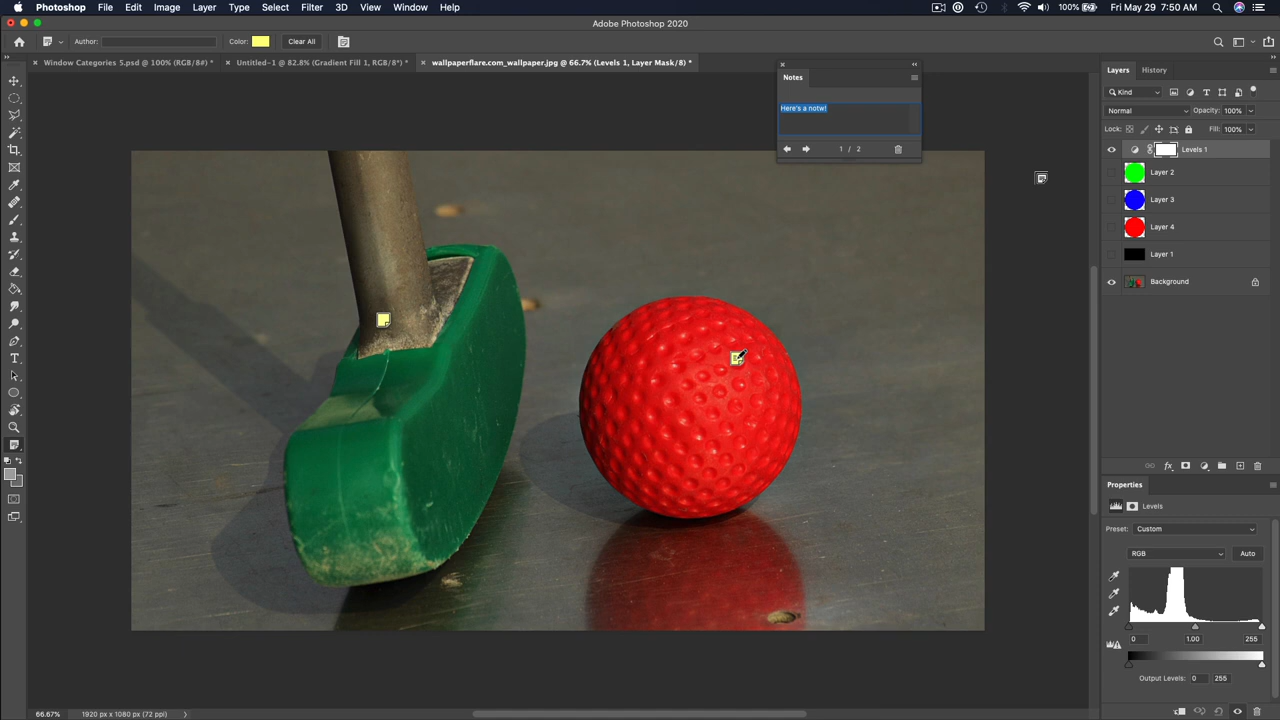 Photoshop File Edit Image Layer Type Select Filter 3D View Window Help
100% Fri May 29 7:50 AM
Adobe Photoshop 2020
Author: Color: Clear All
Window Categories 5.psd @ 100% (RGB/8#) * Untitled-1 @ 82.8% (Gradient Fill 1, RGB/8*) * wallpaperflare.com_wallpaper.jpg @ 66.7% (Levels 1, Layer Mask/8) *
Notes
Here's a notw!
1 / 2
Layers History
Kind
Normal Opacity: 100%
Lock: Fill: 100%
Levels 1
Layer 2
Layer 3
Layer 4
Layer 1
Background
Properties
Levels
Preset: Custom
RGB Auto
0 1.00 255
Output Levels: 0 255
66.67% 1920 px x 1080 px (72 ppi)